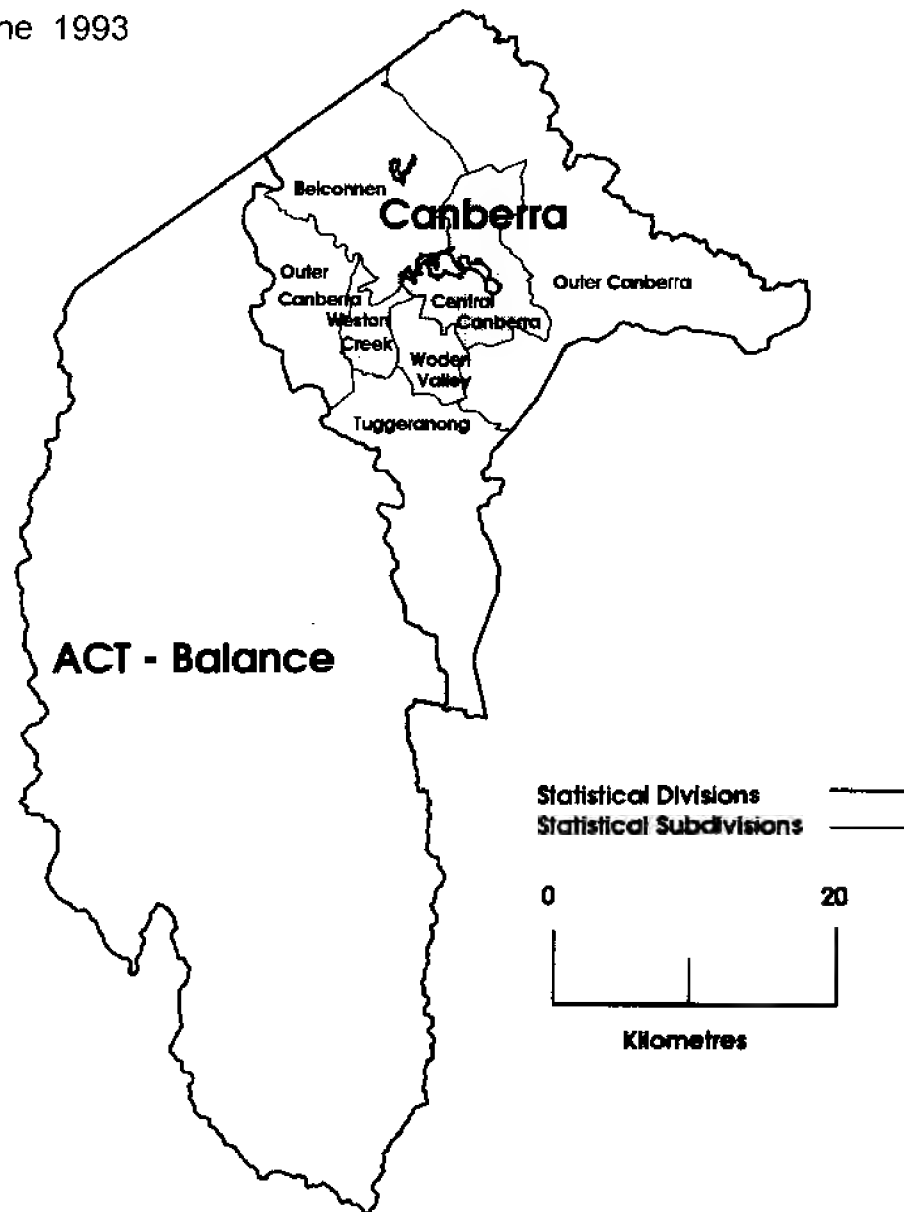 ne 1993
Belconnen
Canberra
Outer
Canberra
Weston
Creek
Central
Canberra
Outer Canberra
Woden
Valley
Tuggeranong
ACT - Balance
Statistical Divisions
Statistical Subdivisions
0 20
Kilometres